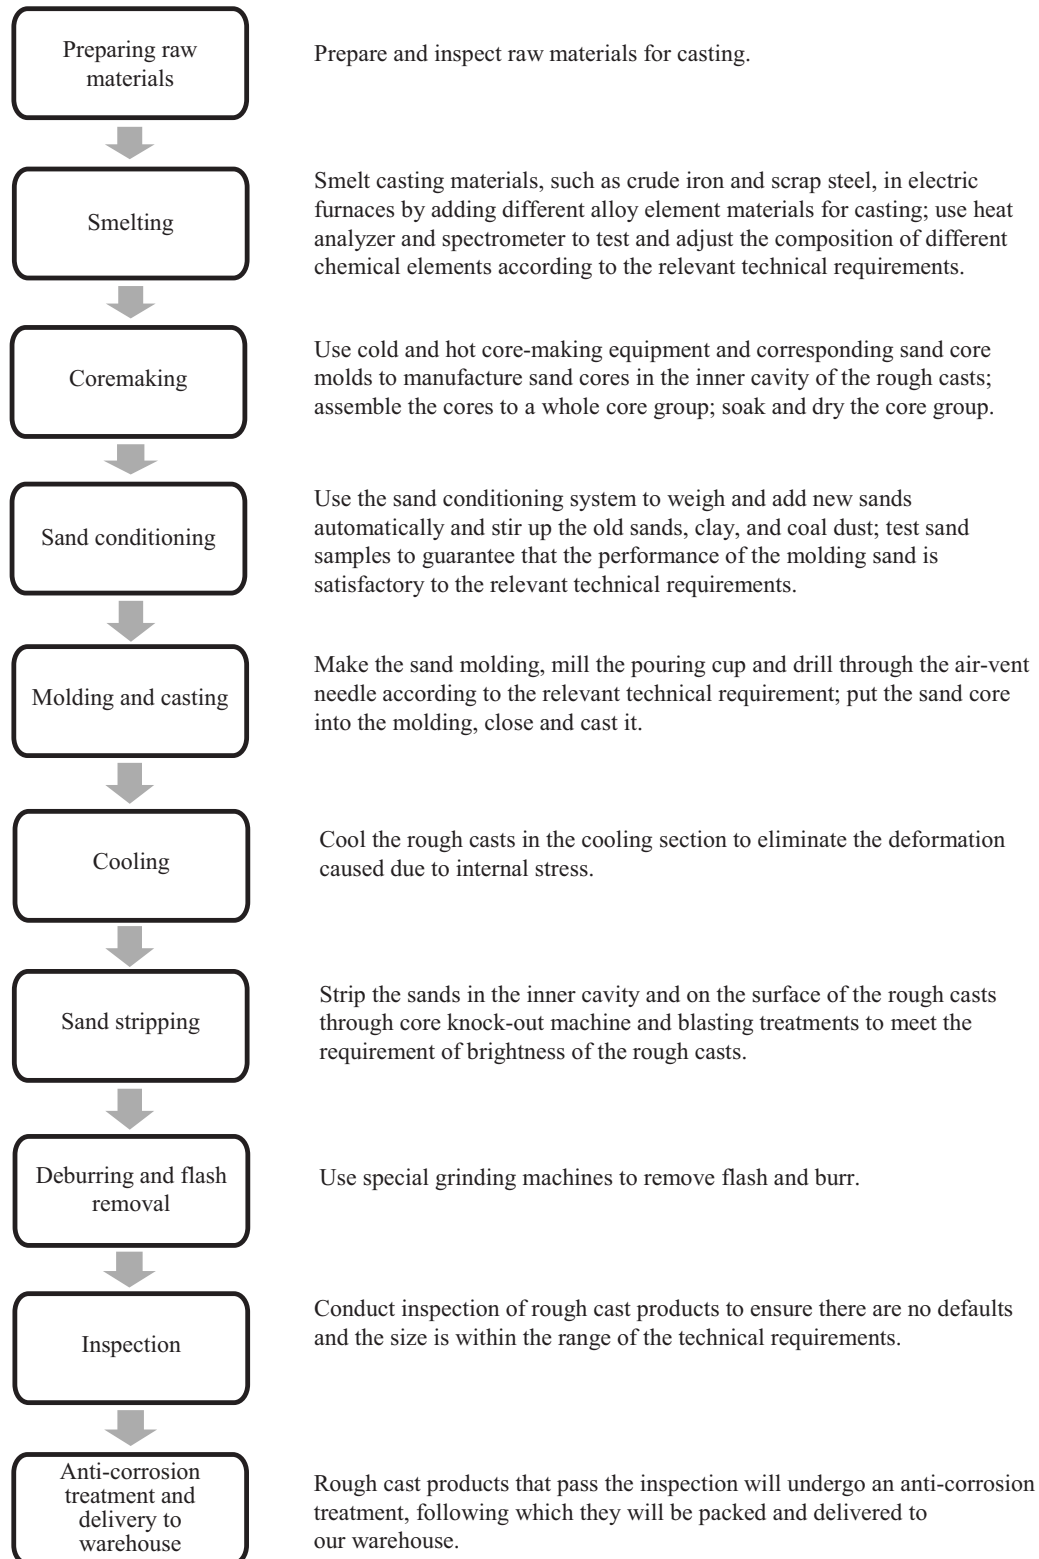 Preparing raw
materials
Prepare and inspect raw materials for casting.
Smelting
Smelt casting materials, such as crude iron and scrap steel, in electric
furnaces by adding different alloy element materials for casting; use heat
analyzer and spectrometer to test and adjust the composition of different
chemical elements according to the relevant technical requirements.
Coremaking
Use cold and hot core-making equipment and corresponding sand core
molds to manufacture sand cores in the inner cavity of the rough casts;
assemble the cores to a whole core group; soak and dry the core group.
Sand conditioning
Use the sand conditioning system to weigh and add new sands
automatically and stir up the old sands, clay, and coal dust; test sand
samples to guarantee that the performance of the molding sand is
satisfactory to the relevant technical requirements.
Molding and casting
Make the sand molding, mill the pouring cup and drill through the air-vent
needle according to the relevant technical requirement; put the sand core
into the molding, close and cast it.
Cooling
Cool the rough casts in the cooling section to eliminate the deformation
caused due to internal stress.
Sand stripping
Strip the sands in the inner cavity and on the surface of the rough casts
through core knock-out machine and blasting treatments to meet the
requirement of brightness of the rough casts.
Deburring and flash
removal
Use special grinding machines to remove flash and burr.
Inspection
Conduct inspection of rough cast products to ensure there are no defaults
and the size is within the range of the technical requirements.
Anti-corrosion
treatment and
delivery to
warehouse
Rough cast products that pass the inspection will undergo an anti-corrosion
treatment, following which they will be packed and delivered to
our warehouse.